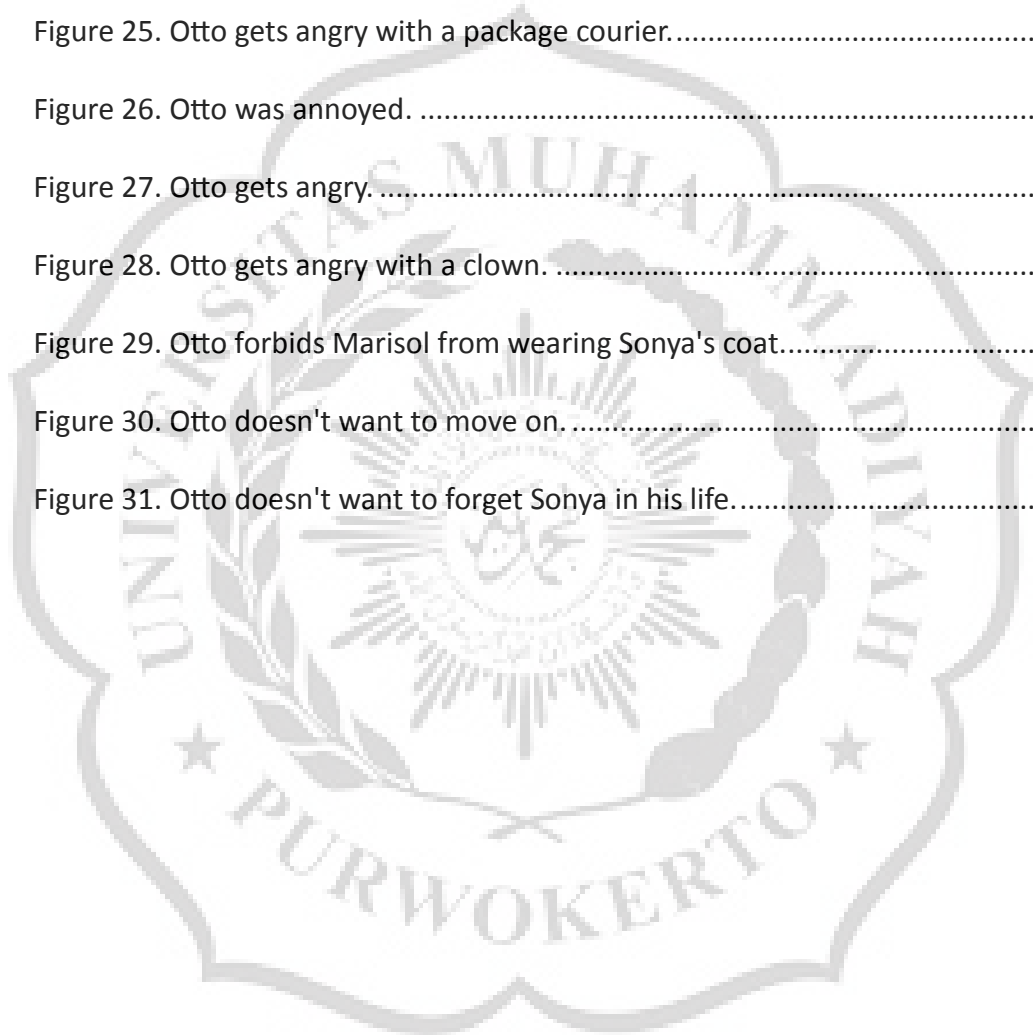 Figure 25. Otto gets angry with a package courier.......................................
Figure 26. Otto was annoyed. ........................................................................
Figure 27. Otto gets angry.............................................................................
Figure 28. Otto gets angry with a clown. .......................................................
Figure 29. Otto forbids Marisol from wearing Sonya's coat............................
Figure 30. Otto doesn't want to move on. .....................................................
Figure 31. Otto doesn't want to forget Sonya in his life..................................
UNIVERSITAS MUHAMMADIYAH
PURWOKERTO